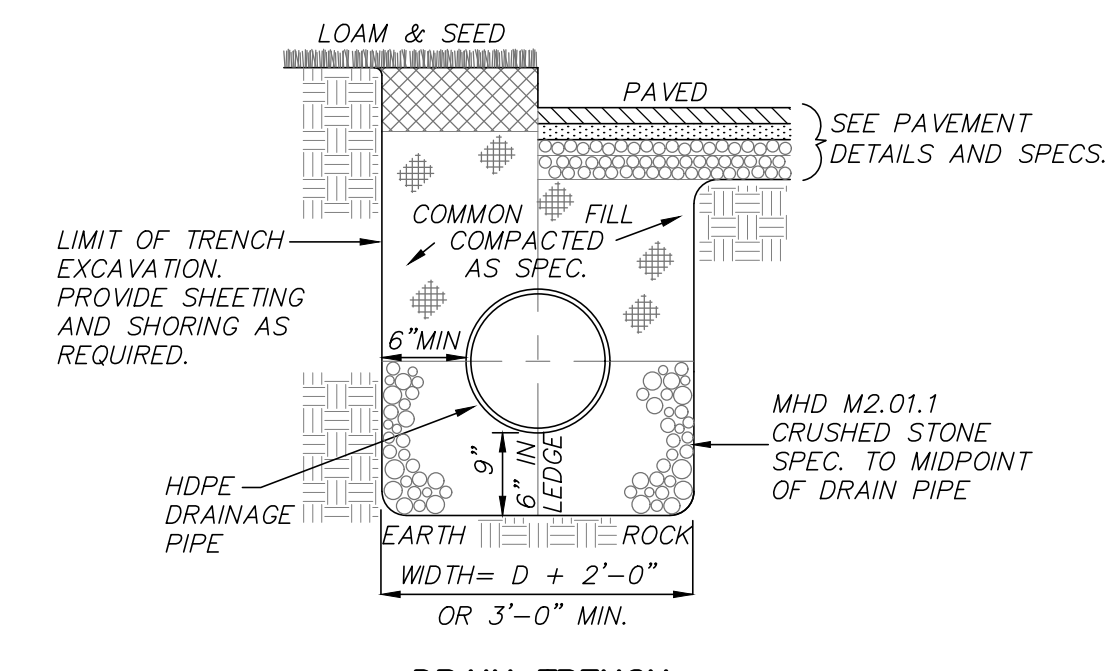 LOAM & SEED
PAVED
SEE PAVEMENT
DETAILS AND SPECS.
COMMON FILL
COMPACTED
AS SPEC.
LIMIT OF TRENCH
EXCAVATION.
PROVIDE SHEETING
AND SHORING AS
REQUIRED.
6"MIN
MHD M2.01.1
CRUSHED STONE
SPEC. TO MIDPOINT
OF DRAIN PIPE
9"
6" IN
LEDGE
HDPE
DRAINAGE
PIPE
EARTH
ROCK
WIDTH= D + 2'-0"
OR 3'-0" MIN.